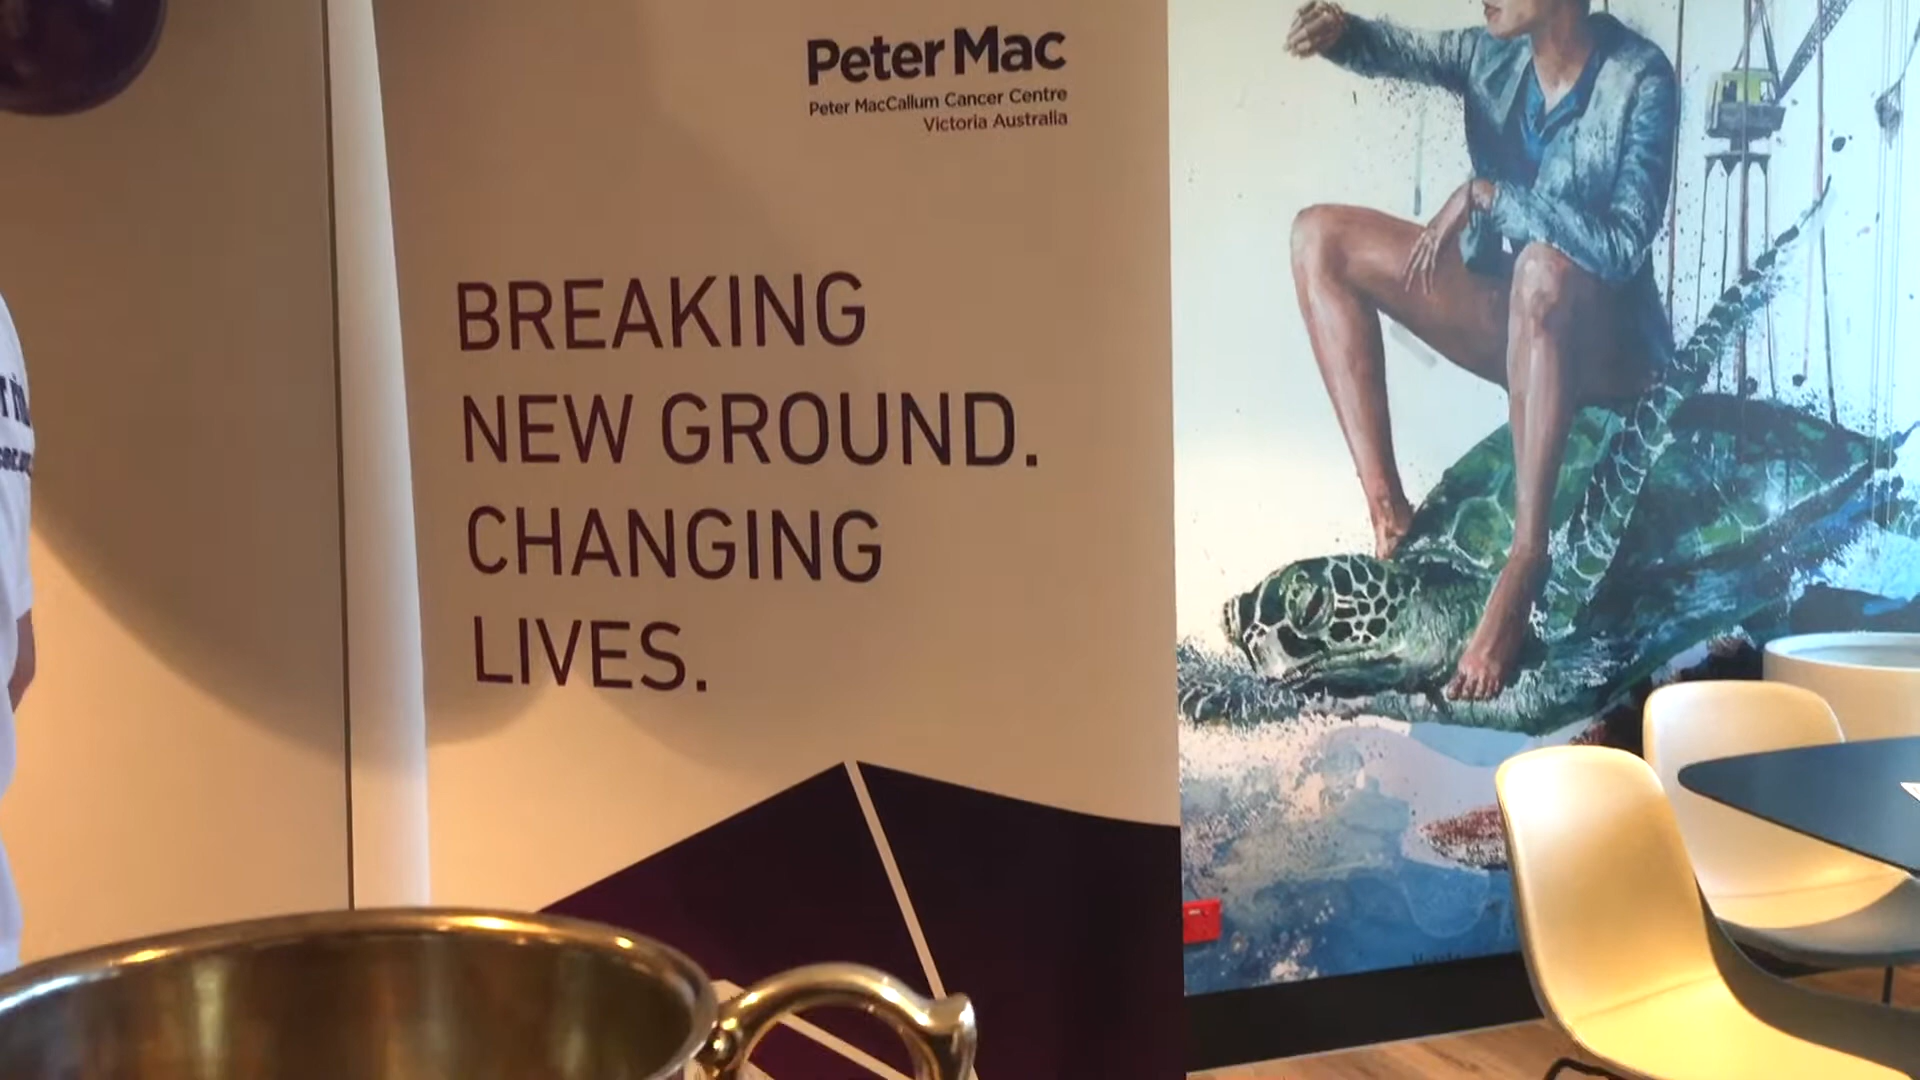 Peter Mac
Peter MacCallum Cancer Centre
Victoria Australia
BREAKING
NEW GROUND.
CHANGING
LIVES.